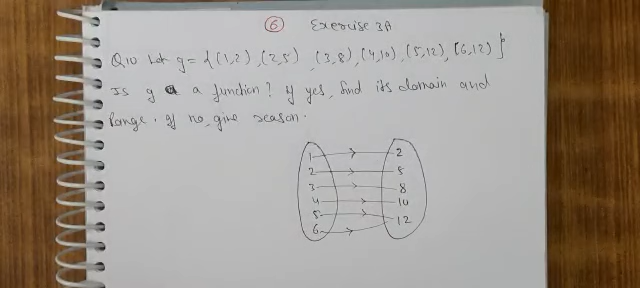 6 Exercise 3A
Q10 Let g = {(1,2), (2,5), (3,8), (4,10), (5,12), (6,12)}
Is g a function? If yes, find its domain and
Range. If no, give reason.
1 2
2 5
3 8
4 10
5 12
6